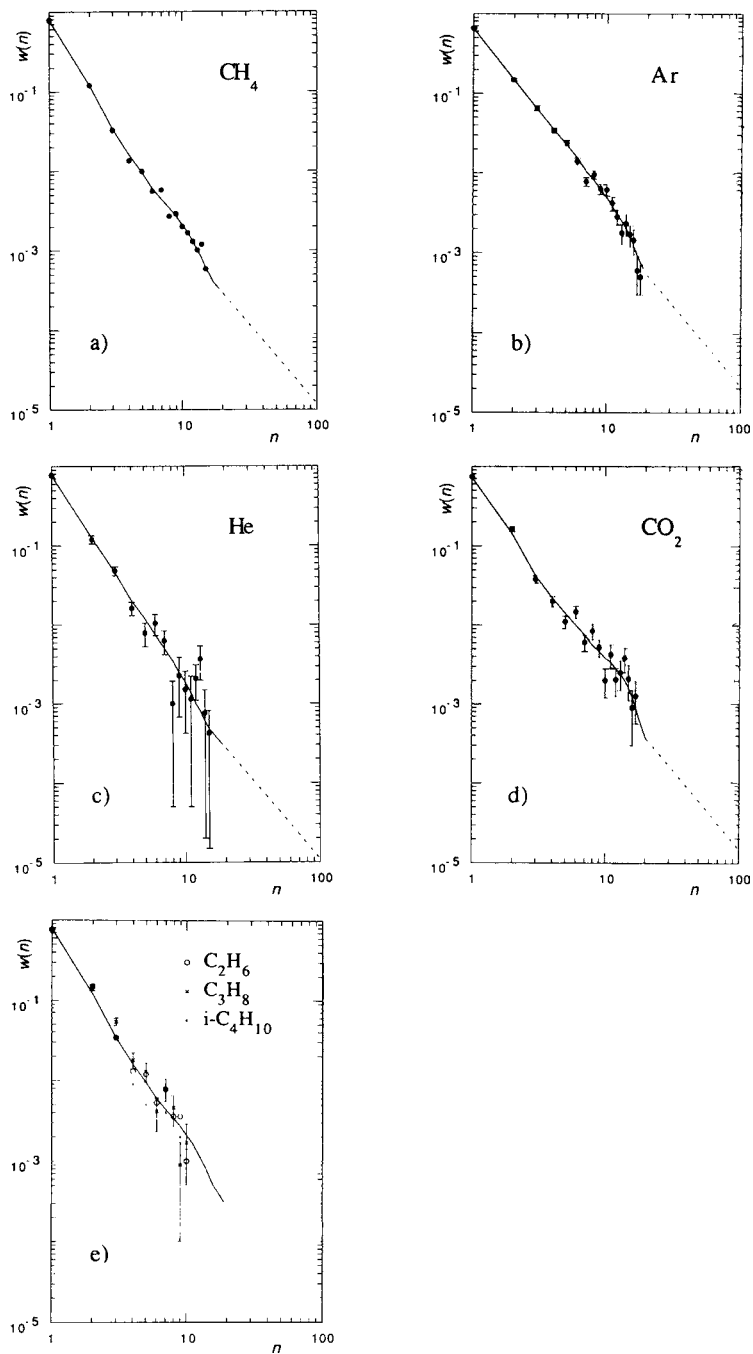 w(n)
CH₄
10⁻¹
10⁻³
10⁻⁵
a)
1
10
100
n
w(n)
Ar
10⁻¹
10⁻³
10⁻⁵
b)
1
10
100
n
w(n)
He
10⁻¹
10⁻³
10⁻⁵
c)
1
10
100
n
w(n)
CO₂
10⁻¹
10⁻³
10⁻⁵
d)
1
10
100
n
w(n)
C₂H₆
C₃H₈
i-C₄H₁₀
10⁻¹
10⁻³
10⁻⁵
e)
1
10
100
n